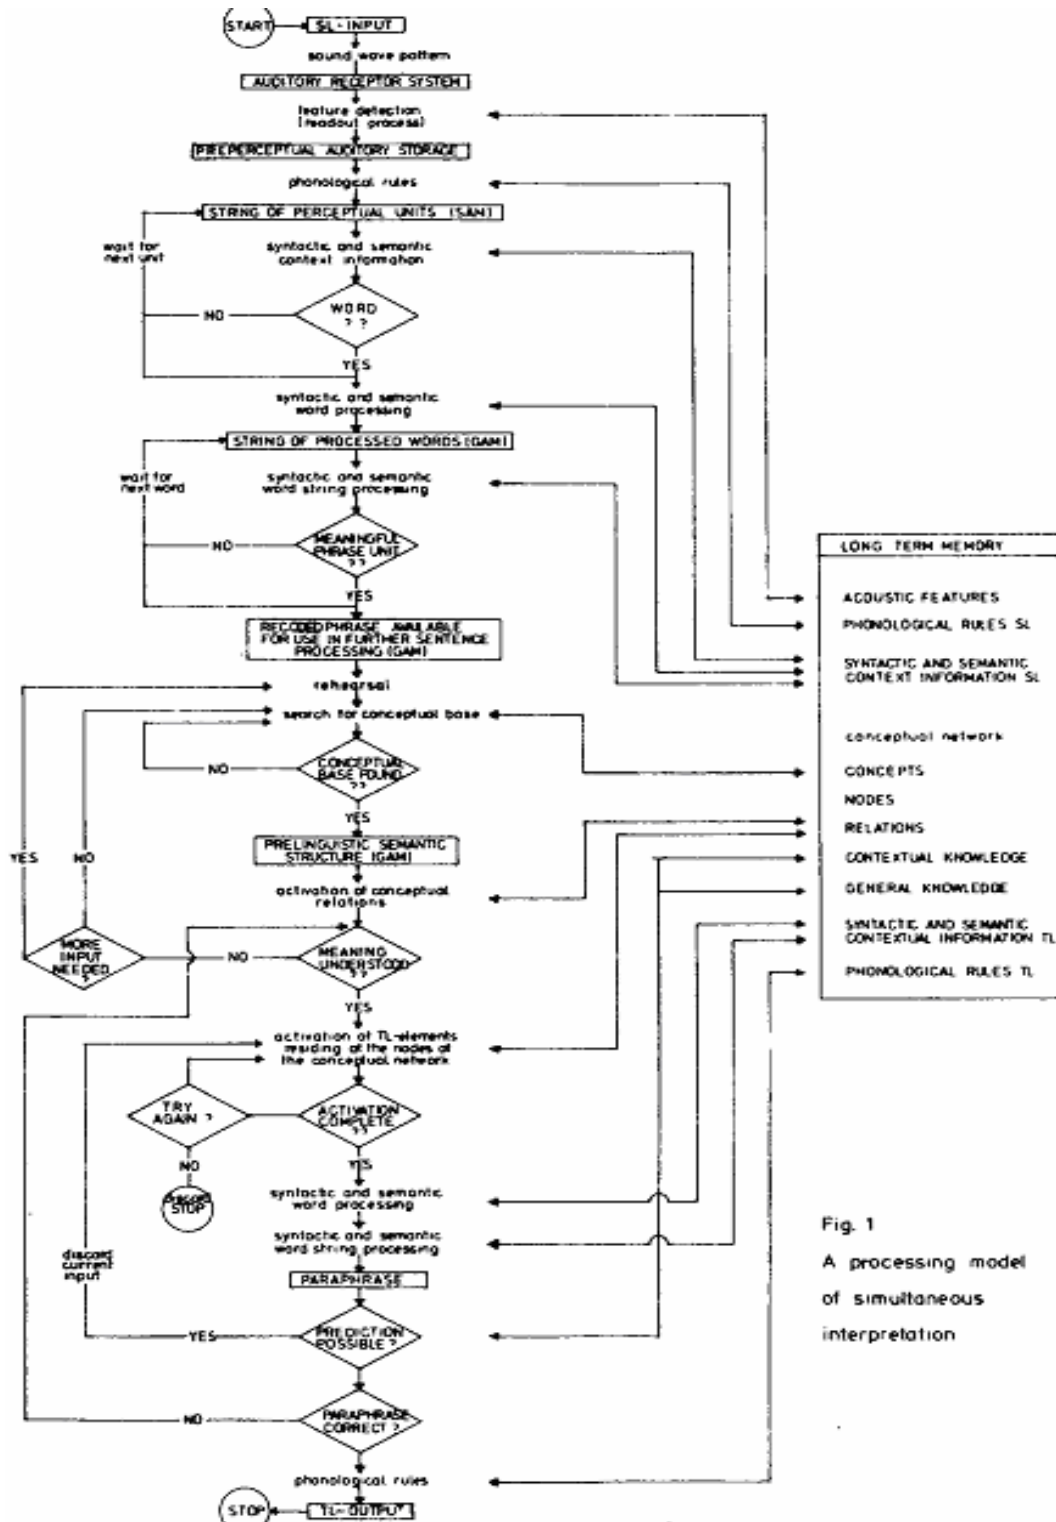 START
SL-INPUT
sound wave pattern
AUDITORY RECEPTOR SYSTEM
feature detection
(readout process)
PREPERCEPTUAL AUDITORY STORAGE
phonological rules
STRING OF PERCEPTUAL UNITS (SAM)
wait for
next unit
syntactic and semantic
context information
WORD
? ?
NO
YES
syntactic and semantic
word processing
STRING OF PROCESSED WORDS (GAM)
wait for
next word
syntactic and semantic
word string processing
MEANINGFUL
PHRASE UNIT
? ?
NO
YES
RECODED PHRASE AVAILABLE
FOR USE IN FURTHER SENTENCE
PROCESSING (GAM)
rehearsal
search for conceptual base
CONCEPTUAL
BASE FOUND
? ?
NO
YES
YES
NO
PRELINGUISTIC SEMANTIC
STRUCTURE (GAM)
activation of conceptual
relations
MORE
INPUT
NEEDED
?
NO
MEANING
UNDERSTOOD
? ?
YES
activation of TL-elements
residing at the nodes of
the conceptual network
TRY
AGAIN ?
ACTIVATION
COMPLETE
? ?
NO
YES
STOP
syntactic and semantic
word processing
syntactic and semantic
word string processing
discard
current
input
PARAPHRASE
YES
PREDICTION
POSSIBLE ?
NO
PARAPHRASE
CORRECT ?
phonological rules
STOP
TL-OUTPUT
LONG TERM MEMORY
ACOUSTIC FEATURES
PHONOLOGICAL RULES SL
SYNTACTIC AND SEMANTIC
CONTEXT INFORMATION SL
conceptual network
CONCEPTS
NODES
RELATIONS
CONTEXTUAL KNOWLEDGE
GENERAL KNOWLEDGE
SYNTACTIC AND SEMANTIC
CONTEXTUAL INFORMATION TL
PHONOLOGICAL RULES TL
Fig. 1
A processing model
of simultaneous
interpretation